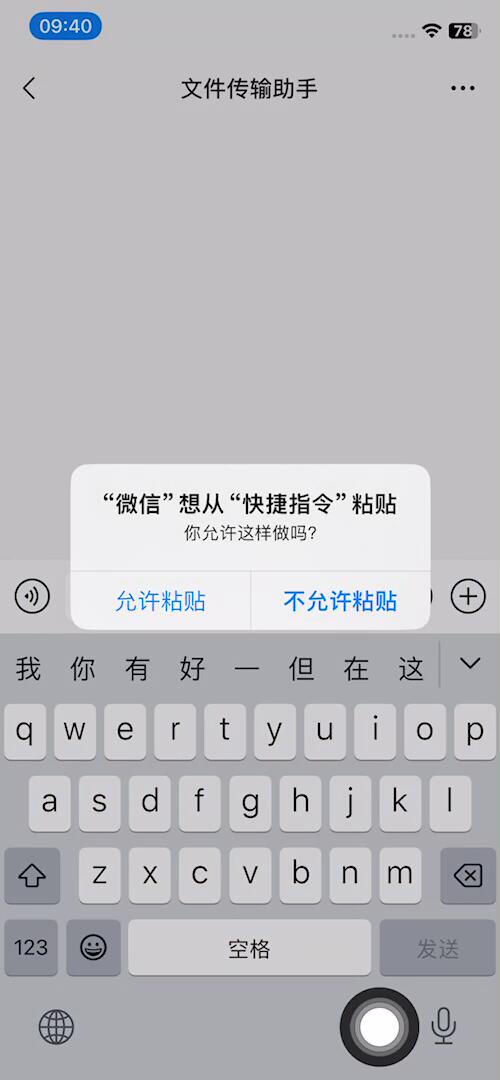 09:40
78
文件传输助手
“微信”想从“快捷指令”粘贴
你允许这样做吗?
允许粘贴
不允许粘贴
我 你 有 好 一 但 在 这
q w e r t y u i o p
a s d f g h j k l
z x c v b n m
123 空格 发送